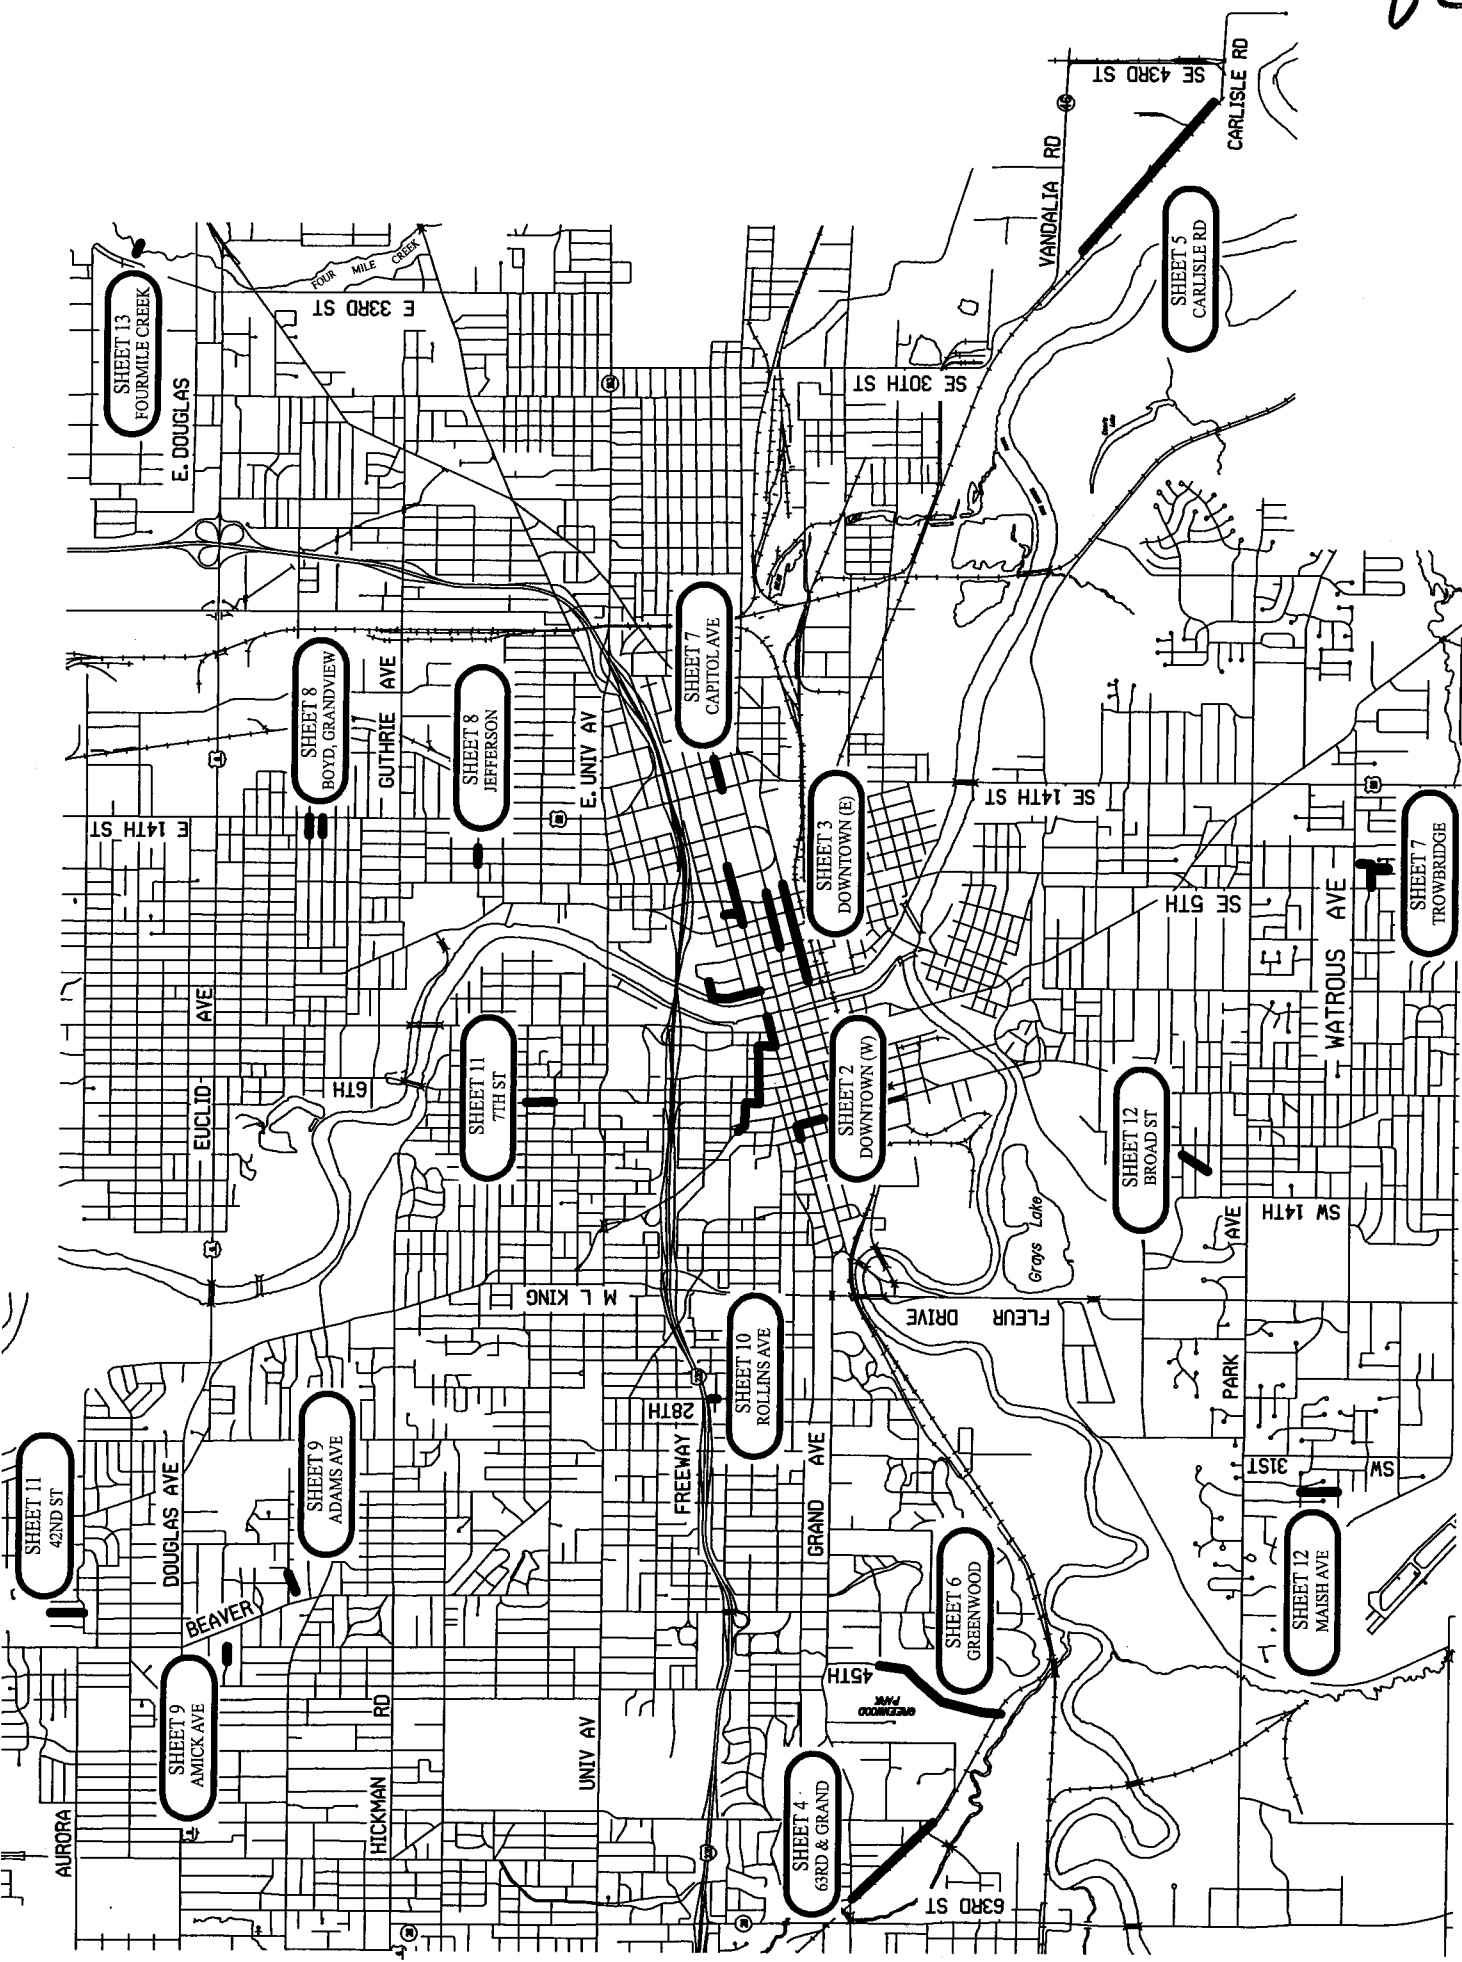 SHEET 13
FOURMILE CREEK
E. DOUGLAS
FOUR MILE CREEK
E 33RD ST
VANDALIA RD
46
SE 43RD ST
CARLISLE RD
SHEET 5
CARLISLE RD
SE 30TH ST
SHEET 8
BOYD, GRANDVIEW
GUTHRIE AVE
SHEET 8
JEFFERSON
E. UNIV AV
SHEET 7
CAPITOL AVE
E 14TH ST
SHEET 3
DOWNTOWN (E)
SE 14TH ST
SE 5TH
WATROUS AVE
SHEET 7
TROWBRIDGE
EUCLID AVE
6TH
SHEET 11
7TH ST
SHEET 2
DOWNTOWN (W)
SHEET 12
BROAD ST
Grays Lake
SW 14TH
PARK AVE
M L KING
FLEUR DRIVE
SHEET 10
ROLLINS AVE
28TH
FREEWAY
GRAND AVE
SHEET 11
42ND ST
DOUGLAS AVE
SHEET 9
ADAMS AVE
SW 31ST
SHEET 12
MAISH AVE
BEAVER
SHEET 6
GREENWOOD
45TH
GREENWOOD
PARK
SHEET 9
AMICK AVE
AURORA
HICKMAN RD
UNIV AV
SHEET 4
63RD & GRAND
63RD ST